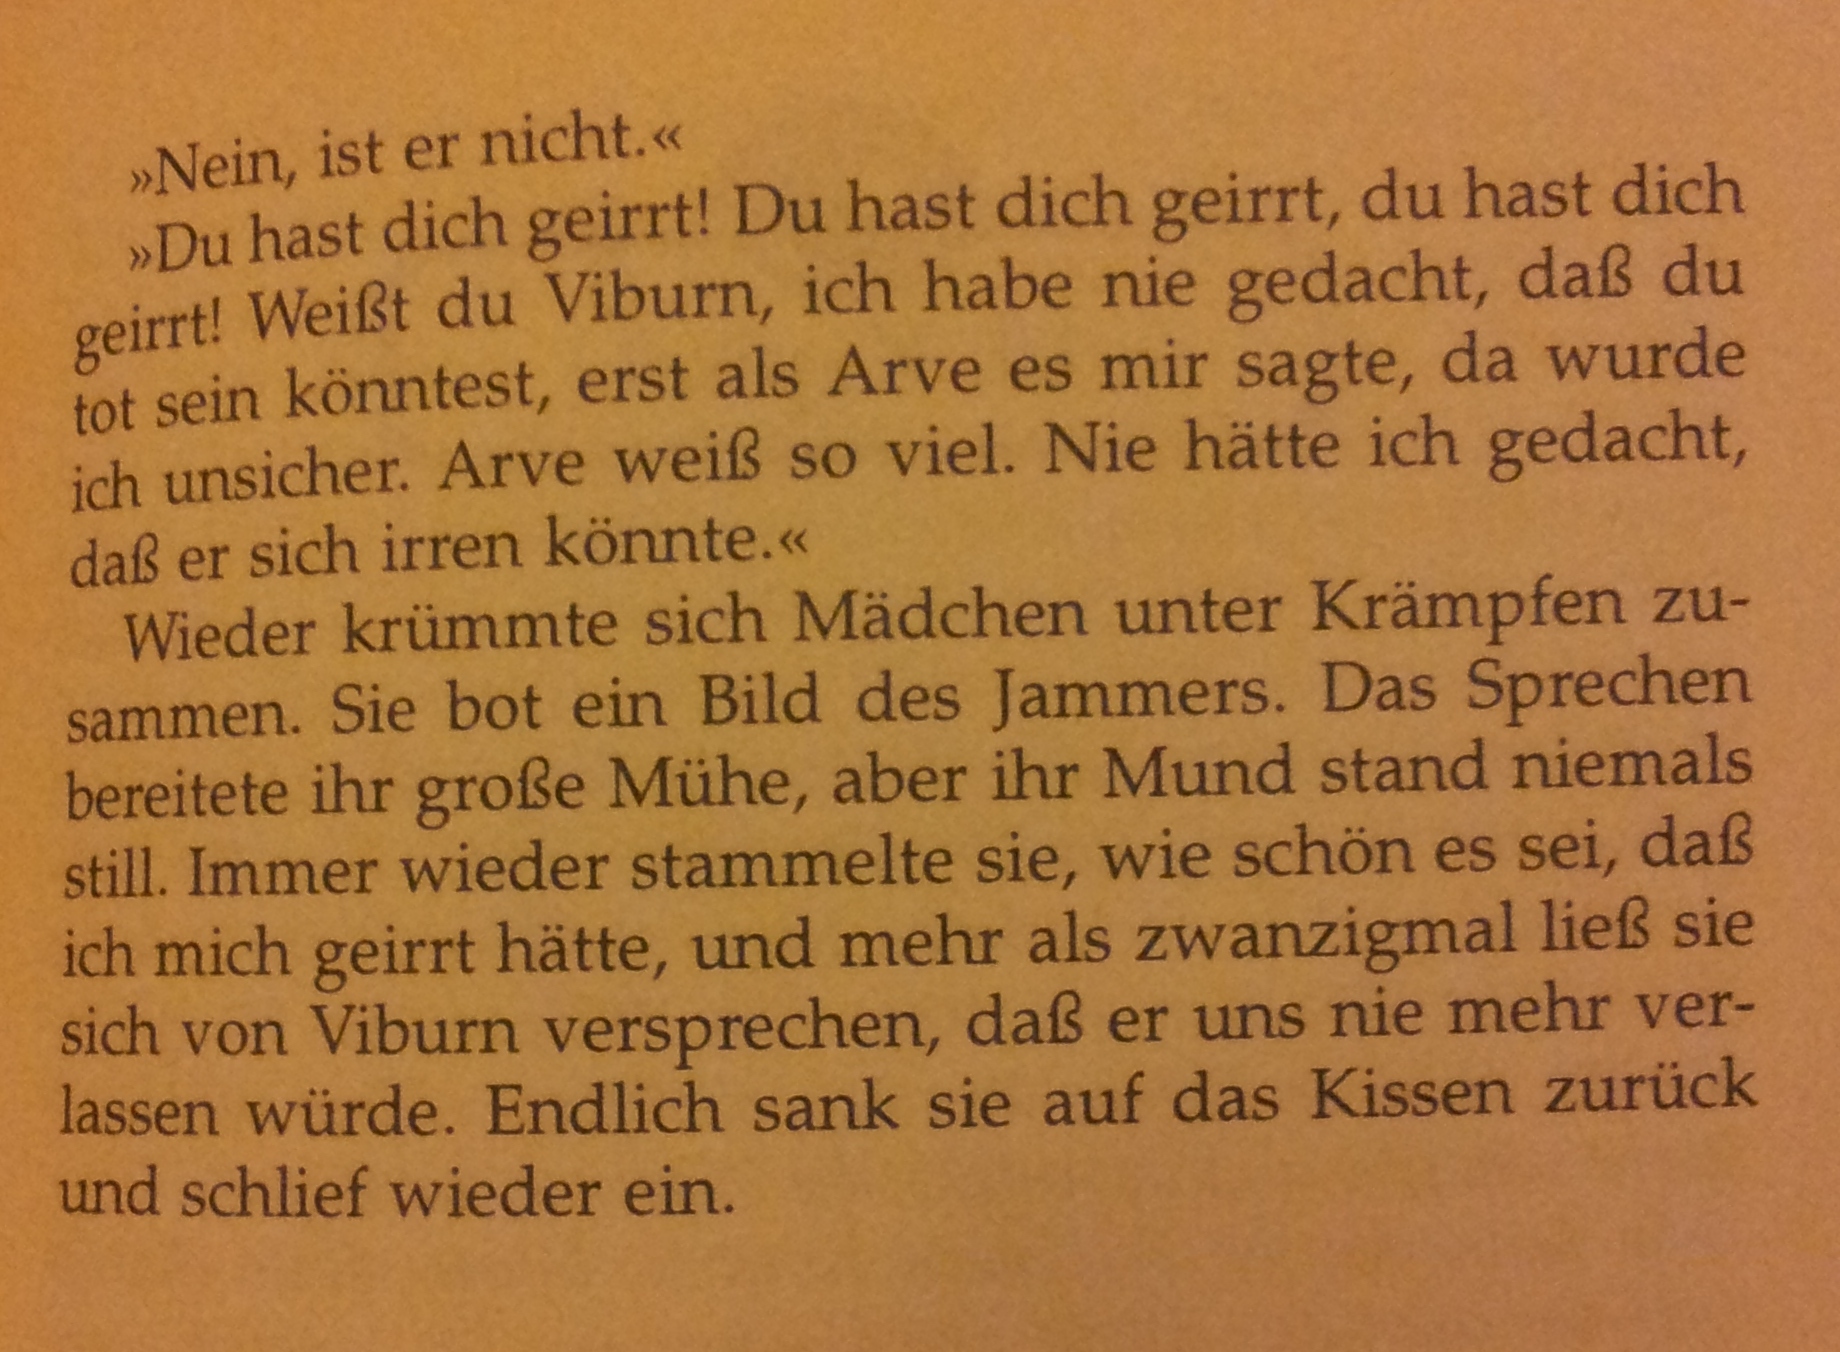 »Nein, ist er nicht.«
»Du hast dich geirrt! Du hast dich geirrt, du hast dich
geirrt! Weißt du Viburn, ich habe nie gedacht, daß du
tot sein könntest, erst als Arve es mir sagte, da wurde
ich unsicher. Arve weiß so viel. Nie hätte ich gedacht,
daß er sich irren könnte.«
Wieder krümmte sich Mädchen unter Krämpfen zu-
sammen. Sie bot ein Bild des Jammers. Das Sprechen
bereitete ihr große Mühe, aber ihr Mund stand niemals
still. Immer wieder stammelte sie, wie schön es sei, daß
ich mich geirrt hätte, und mehr als zwanzigmal ließ sie
sich von Viburn versprechen, daß er uns nie mehr ver-
lassen würde. Endlich sank sie auf das Kissen zurück
und schlief wieder ein.